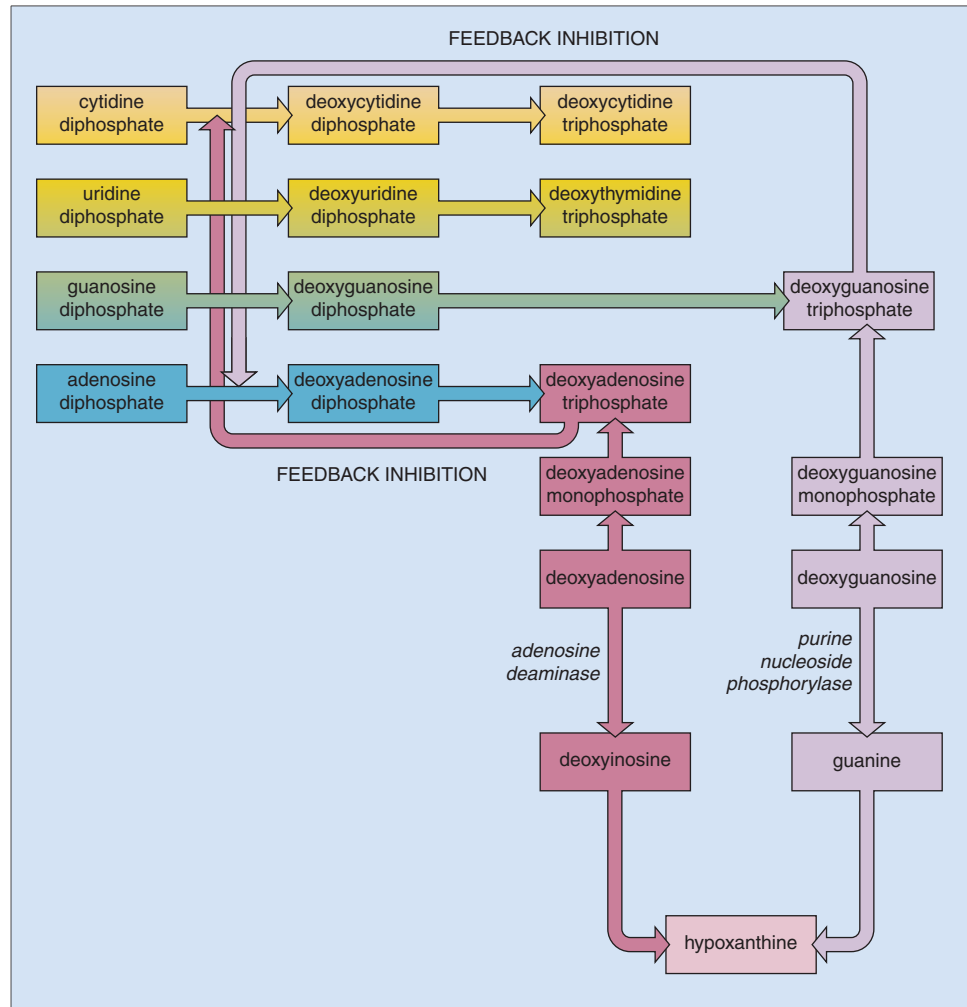 FEEDBACK INHIBITION
cytidine
diphosphate
deoxycytidine
diphosphate
deoxycytidine
triphosphate
uridine
diphosphate
deoxyuridine
diphosphate
deoxythymidine
triphosphate
guanosine
diphosphate
deoxyguanosine
diphosphate
deoxyguanosine
triphosphate
adenosine
diphosphate
deoxyadenosine
diphosphate
deoxyadenosine
triphosphate
FEEDBACK INHIBITION
deoxyadenosine
monophosphate
deoxyguanosine
monophosphate
deoxyadenosine
deoxyguanosine
adenosine
deaminase
purine
nucleoside
phosphorylase
deoxyinosine
guanine
hypoxanthine